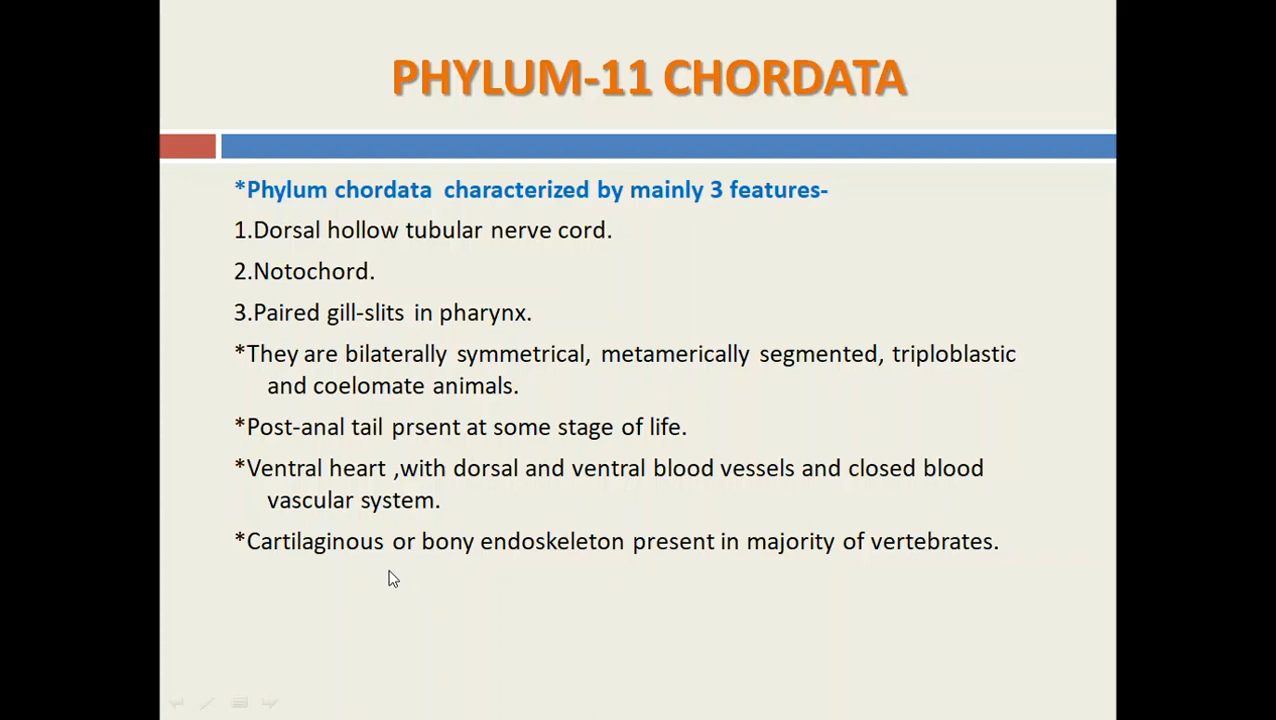 PHYLUM-11 CHORDATA
*Phylum chordata characterized by mainly 3 features-
1.Dorsal hollow tubular nerve cord.
2.Notochord.
3.Paired gill-slits in pharynx.
*They are bilaterally symmetrical, metamerically segmented, triploblastic
and coelomate animals.
*Post-anal tail prsent at some stage of life.
*Ventral heart ,with dorsal and ventral blood vessels and closed blood
vascular system.
*Cartilaginous or bony endoskeleton present in majority of vertebrates.